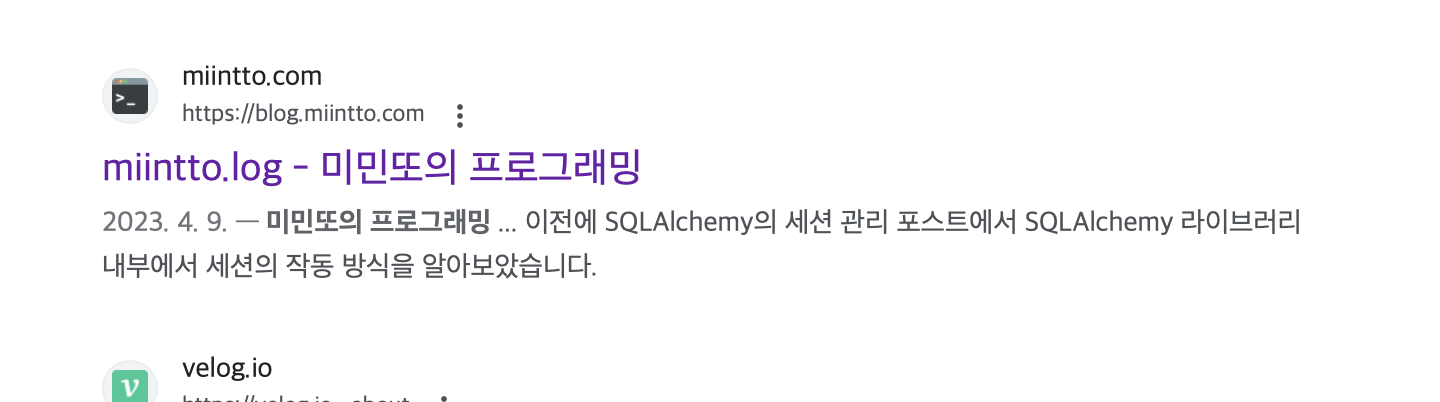 miintto.com
https://blog.miintto.com
miintto.log - 미민또의 프로그래밍
2023. 4. 9. — 미민또의 프로그래밍 ... 이전에 SQLAlchemy의 세션 관리 포스트에서 SQLAlchemy 라이브러리
내부에서 세션의 작동 방식을 알아보았습니다.
velog.io